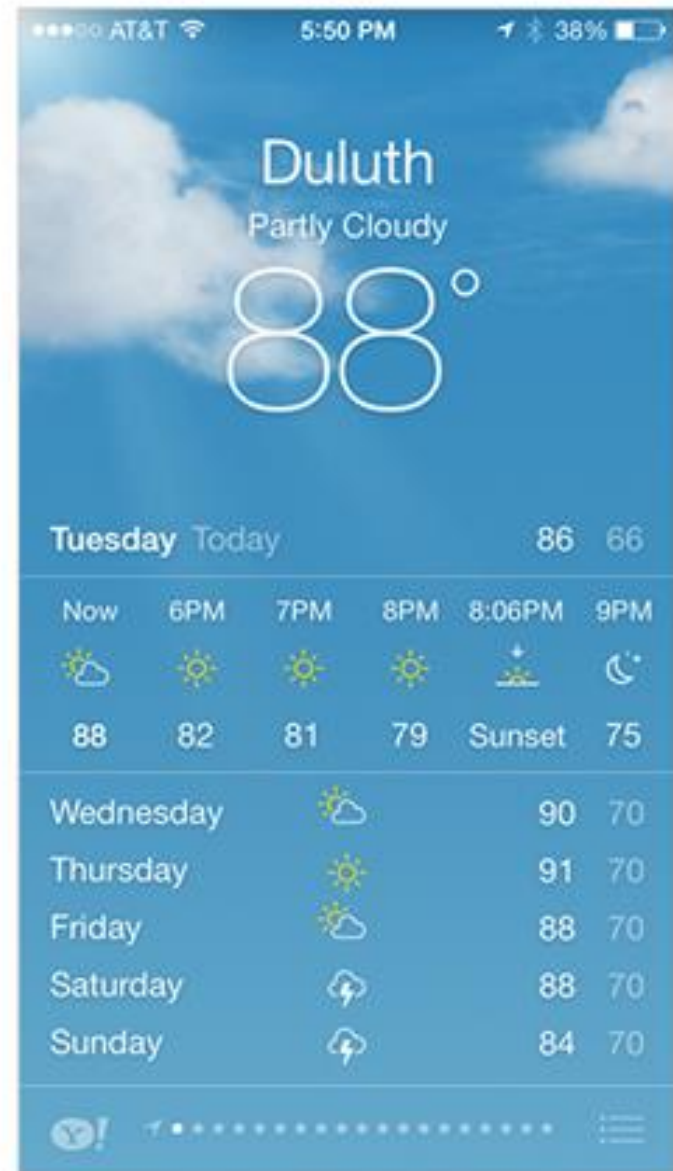 AT&T 5:50 PM 38%
Duluth
Partly Cloudy
88°
Tuesday Today 86 66
Now 6PM 7PM 8PM 8:06PM 9PM
88 82 81 79 Sunset 75
Wednesday 90 70
Thursday 91 70
Friday 88 70
Saturday 88 70
Sunday 84 70
Y!